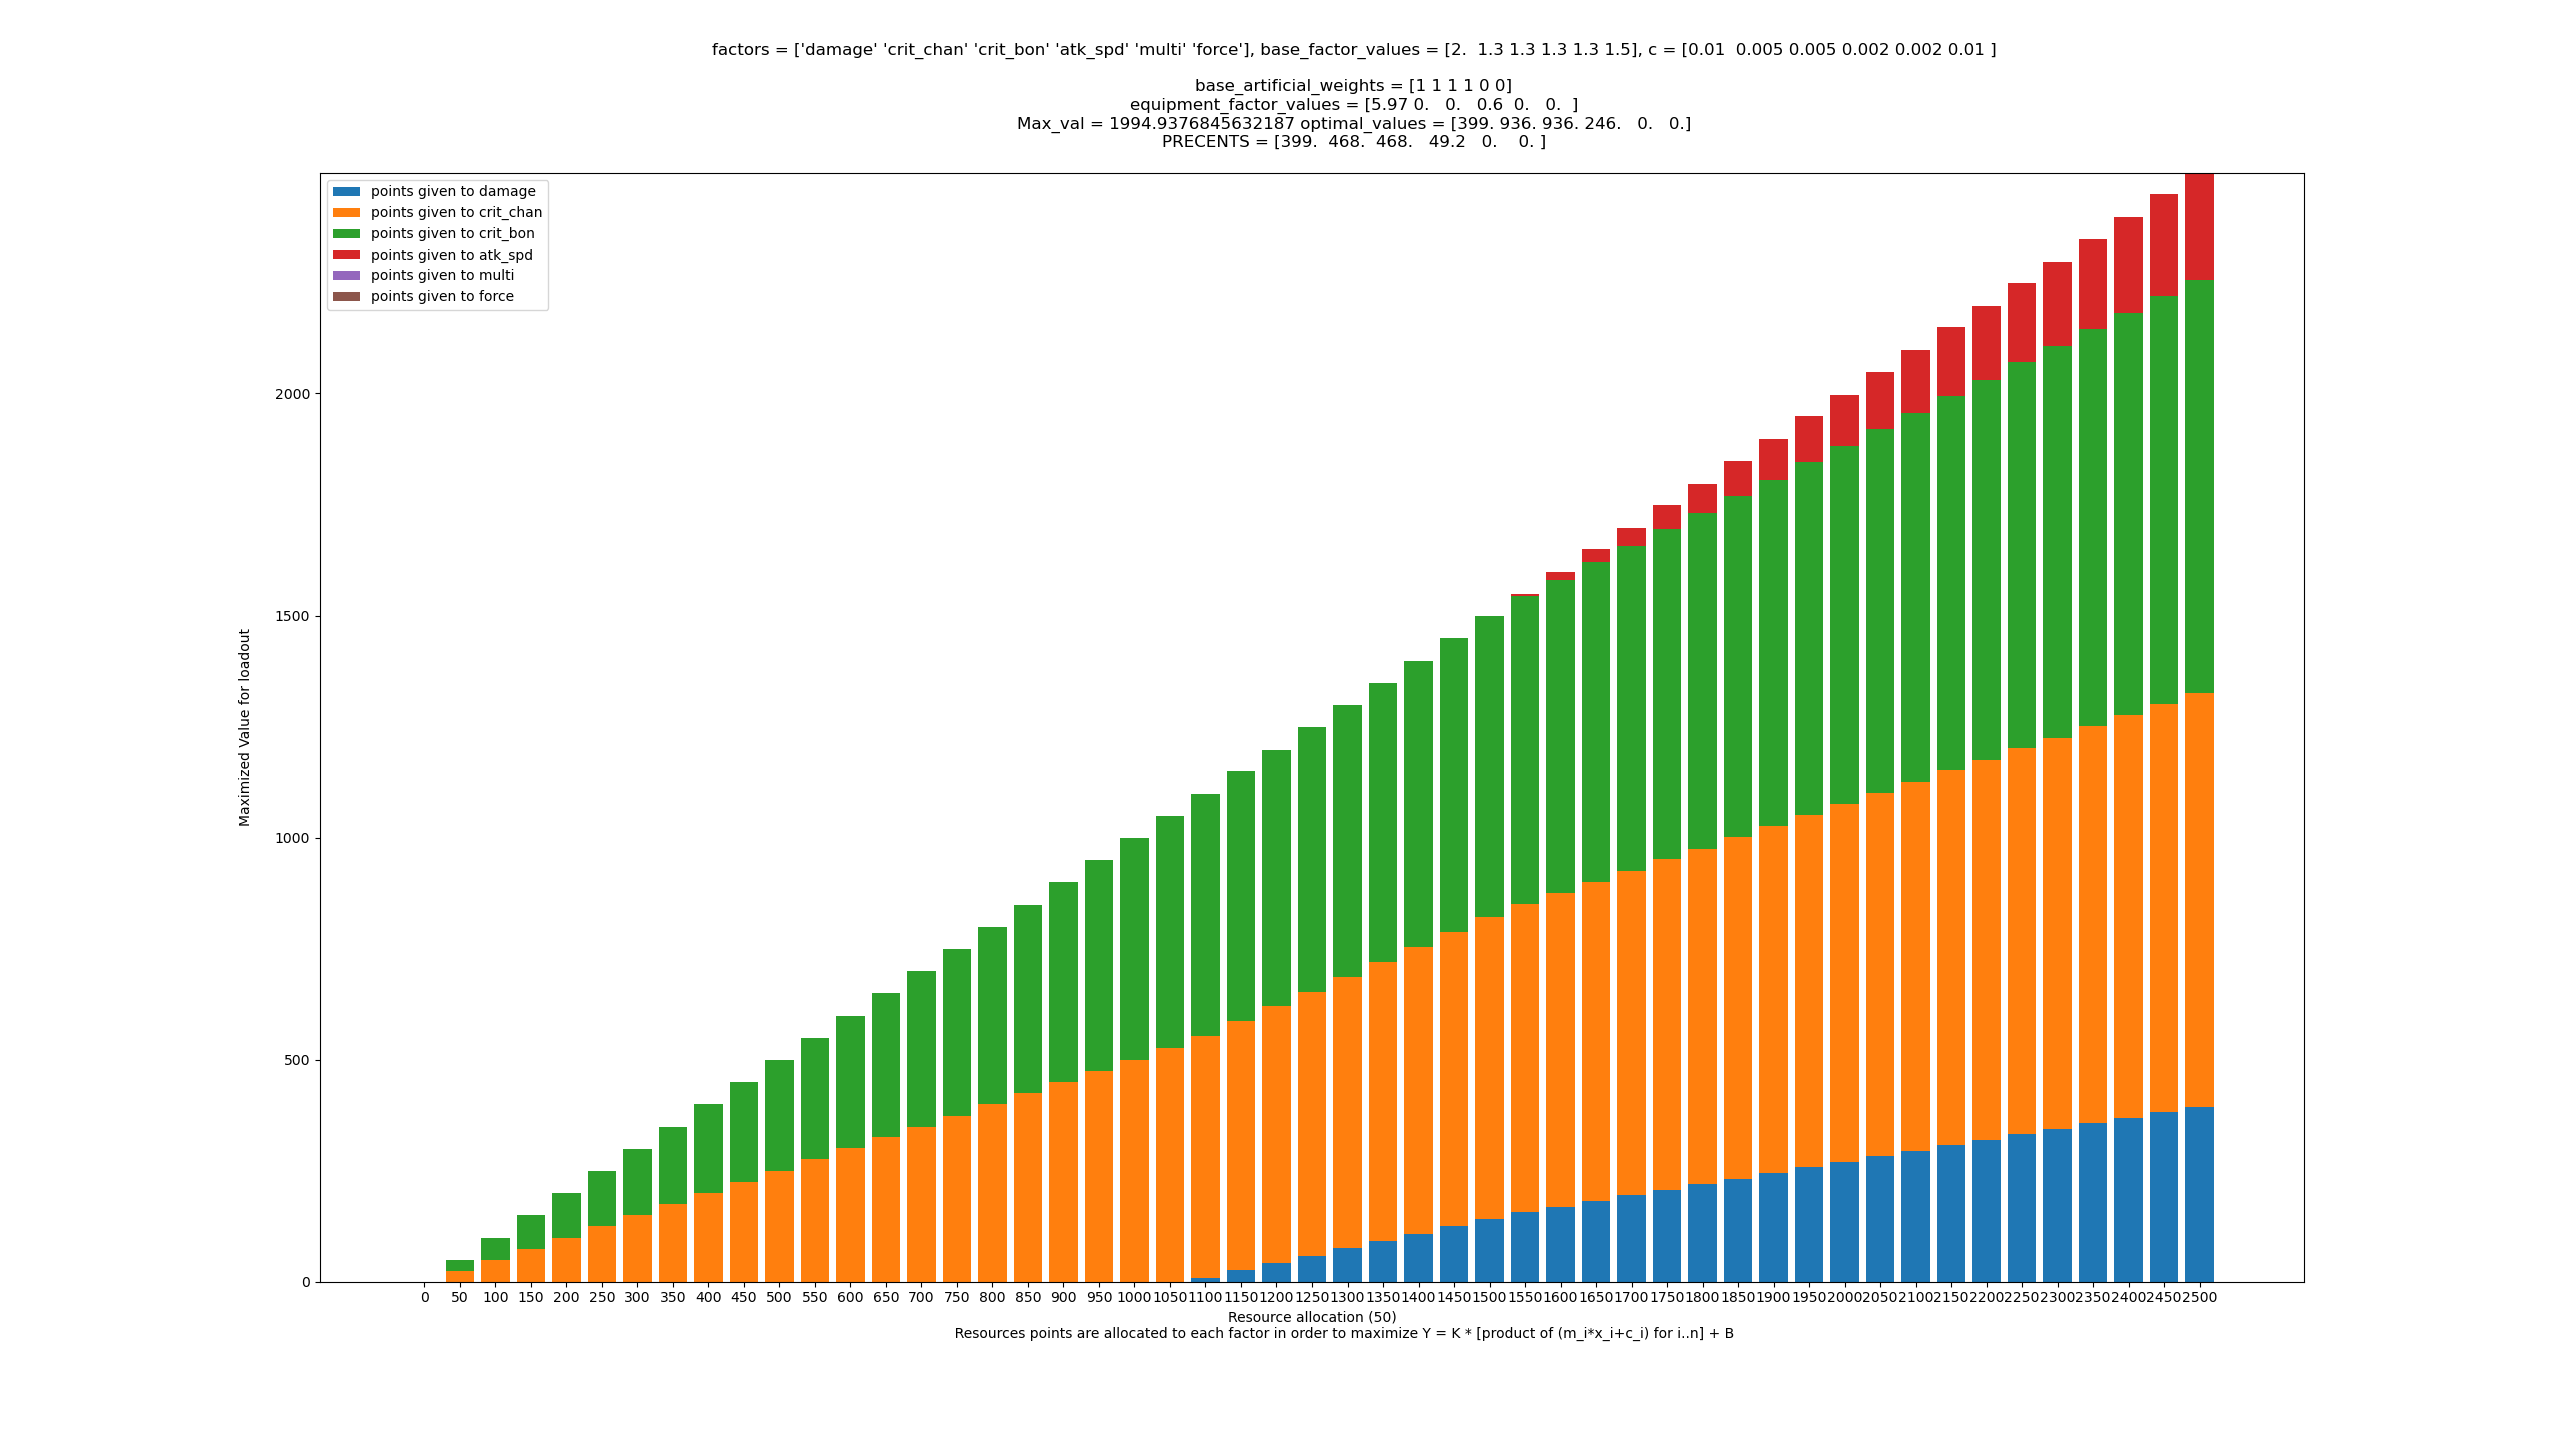 factors = ['damage' 'crit_chan' 'crit_bon' 'atk_spd' 'multi' 'force'], base_factor_values = [2.  1.3 1.3 1.3 1.3 1.5], c = [0.01  0.005 0.005 0.002 0.002 0.01 ]
base_artificial_weights = [1 1 1 1 0 0]
equipment_factor_values = [5.97 0.   0.   0.6  0.   0.  ]
Max_val = 1994.9376845632187 optimal_values = [399. 936. 936. 246.   0.   0.]
PRECENTS = [399.  468.  468.   49.2   0.    0. ]
points given to damage
points given to crit_chan
points given to crit_bon
points given to atk_spd
points given to multi
points given to force
Maximized Value for loadout
2000
1500
1000
500
0
0 50 100 150 200 250 300 350 400 450 500 550 600 650 700 750 800 850 900 950 1000 1050 1100 1150 1200 1250 1300 1350 1400 1450 1500 1550 1600 1650 1700 1750 1800 1850 1900 1950 2000 2050 2100 2150 2200 2250 2300 2350 2400 2450 2500
Resource allocation (50)
Resources points are allocated to each factor in order to maximize Y = K * [product of (m_i*x_i+c_i) for i..n] + B